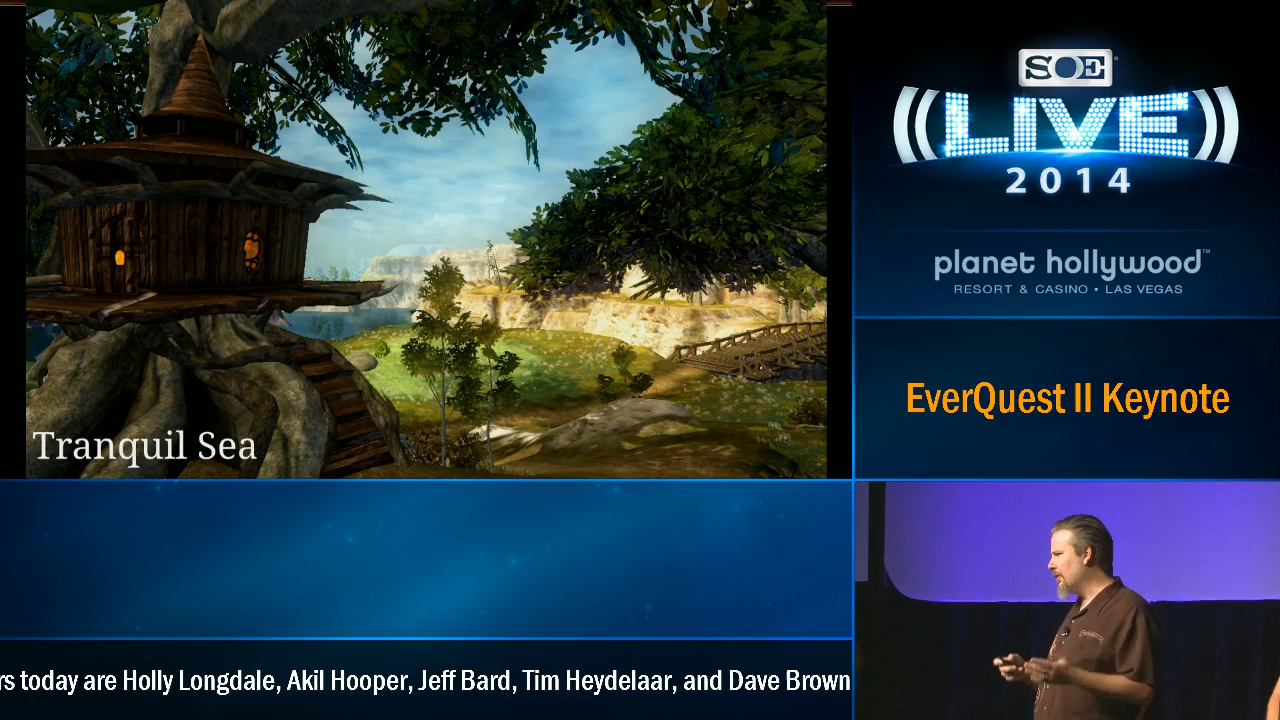 SOE
LIVE
2014
planet hollywood™
RESORT & CASINO • LAS VEGAS
EverQuest II Keynote
Tranquil Sea
rs today are Holly Longdale, Akil Hooper, Jeff Bard, Tim Heydelaar, and Dave Brown